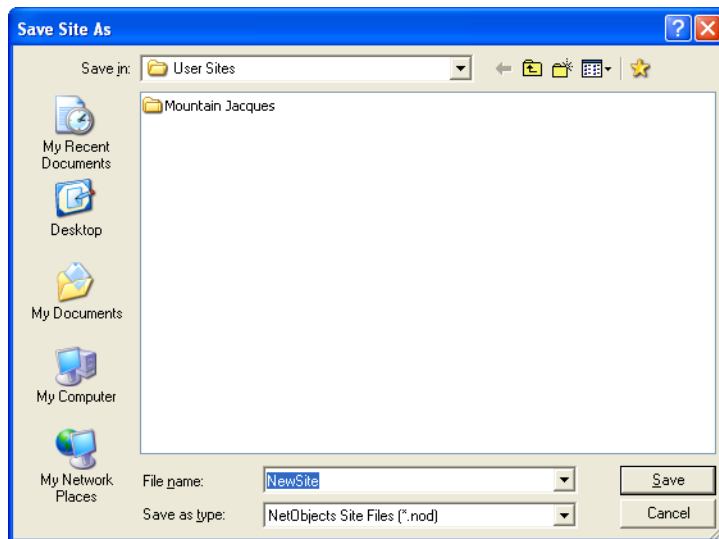 Save Site As
Save in:
User Sites
Mountain Jacques
My Recent
Documents
Desktop
My Documents
My Computer
My Network
Places
File name:
NewSite
Save
Save as type:
NetObjects Site Files (*.nod)
Cancel